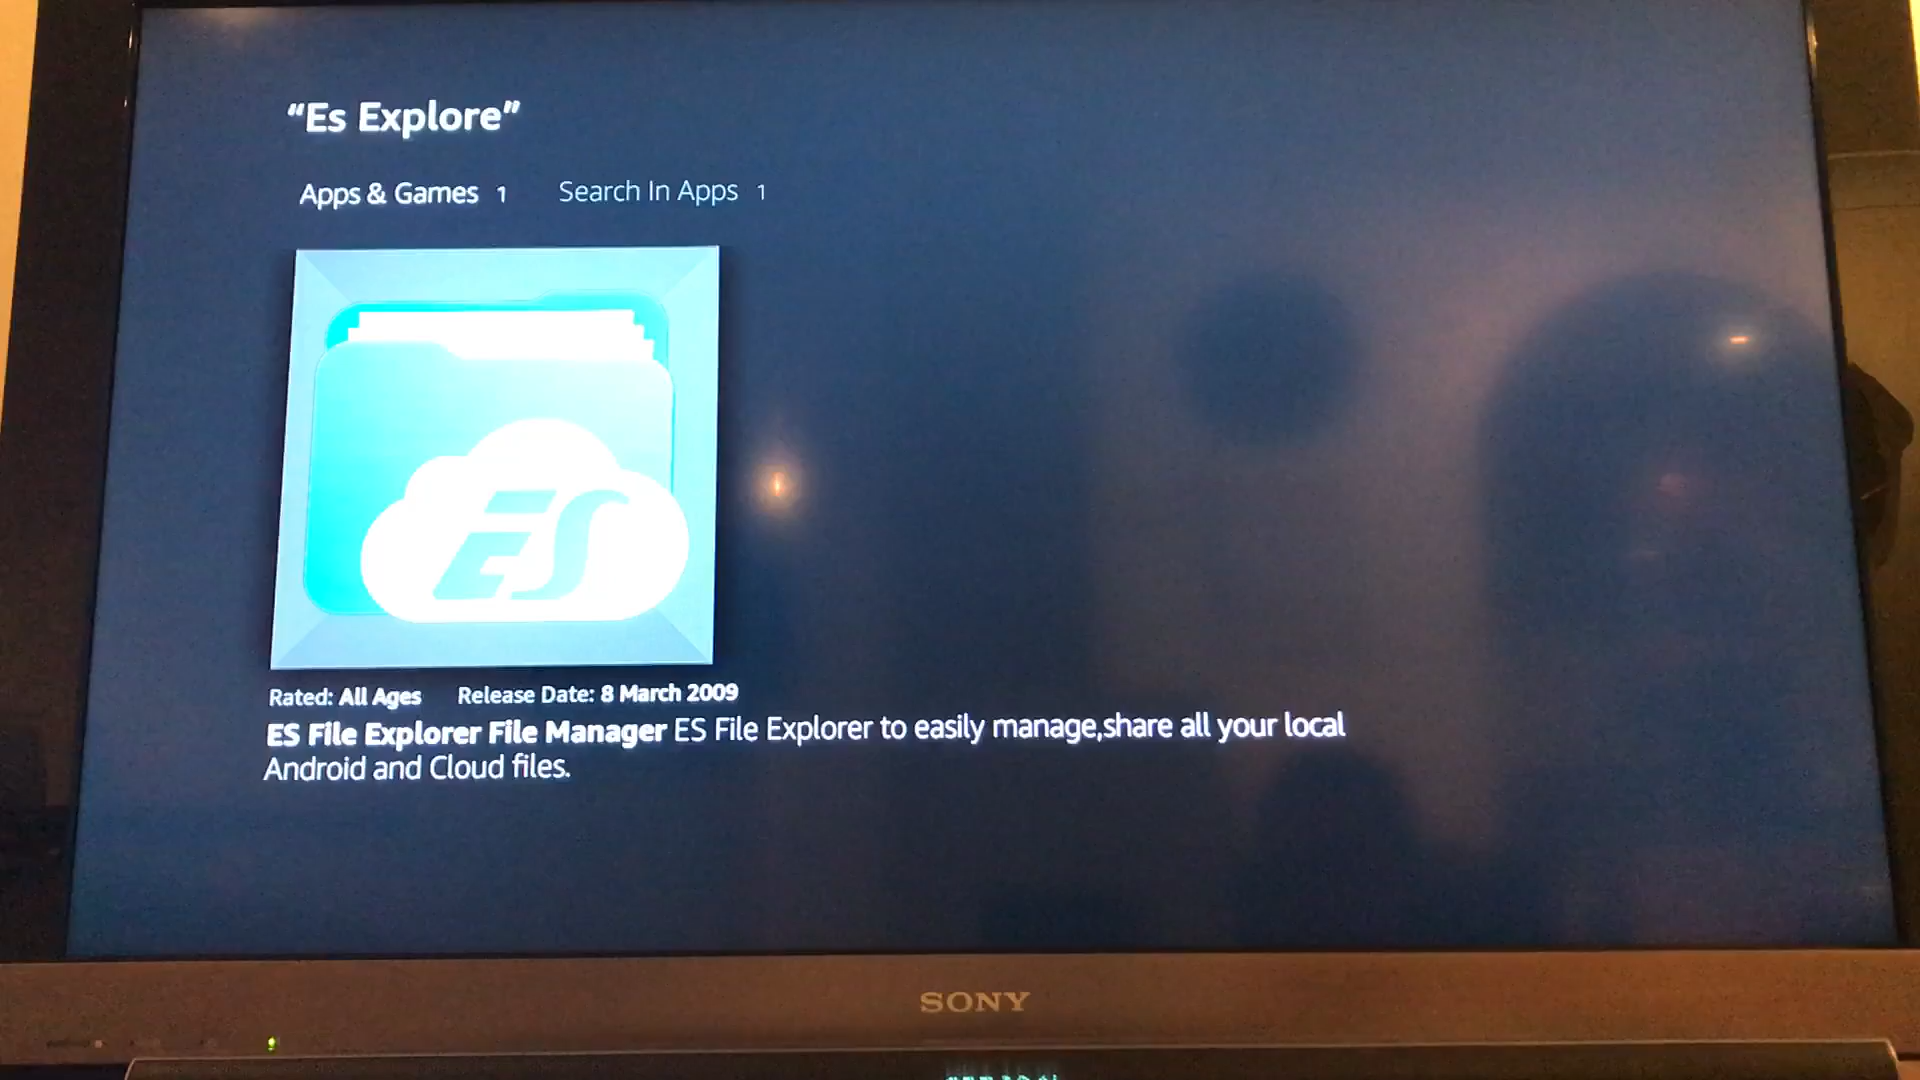 “Es Explore”
Apps & Games 1 Search In Apps 1
ES
Rated: All Ages Release Date: 8 March 2009
ES File Explorer File Manager ES File Explorer to easily manage,share all your local
Android and Cloud files.
SONY